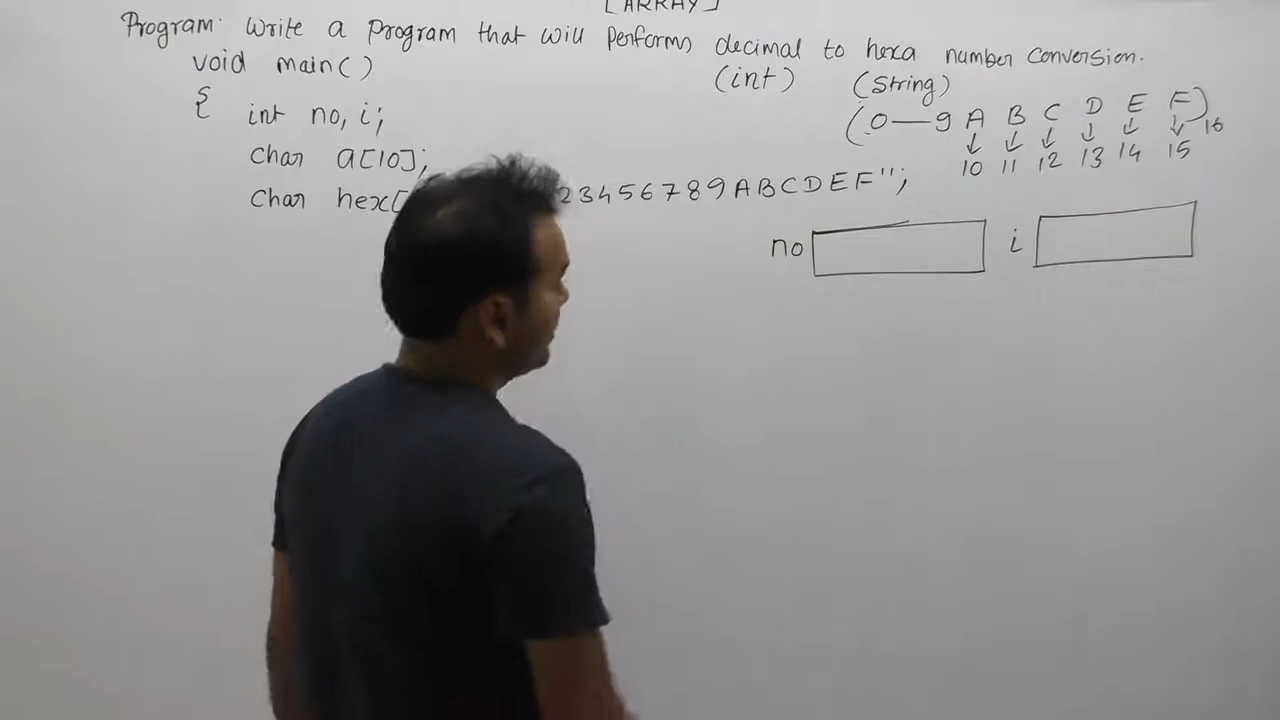 [ARRAY]
Program: Write a program that will performs decimal to hexa number conversion.
void main() (int) (String)
{ int no, i; (0—9 A B C D E F)16
10 11 12 13 14 15
char a[10];
char hex[ 23456789ABCDEF";
no i